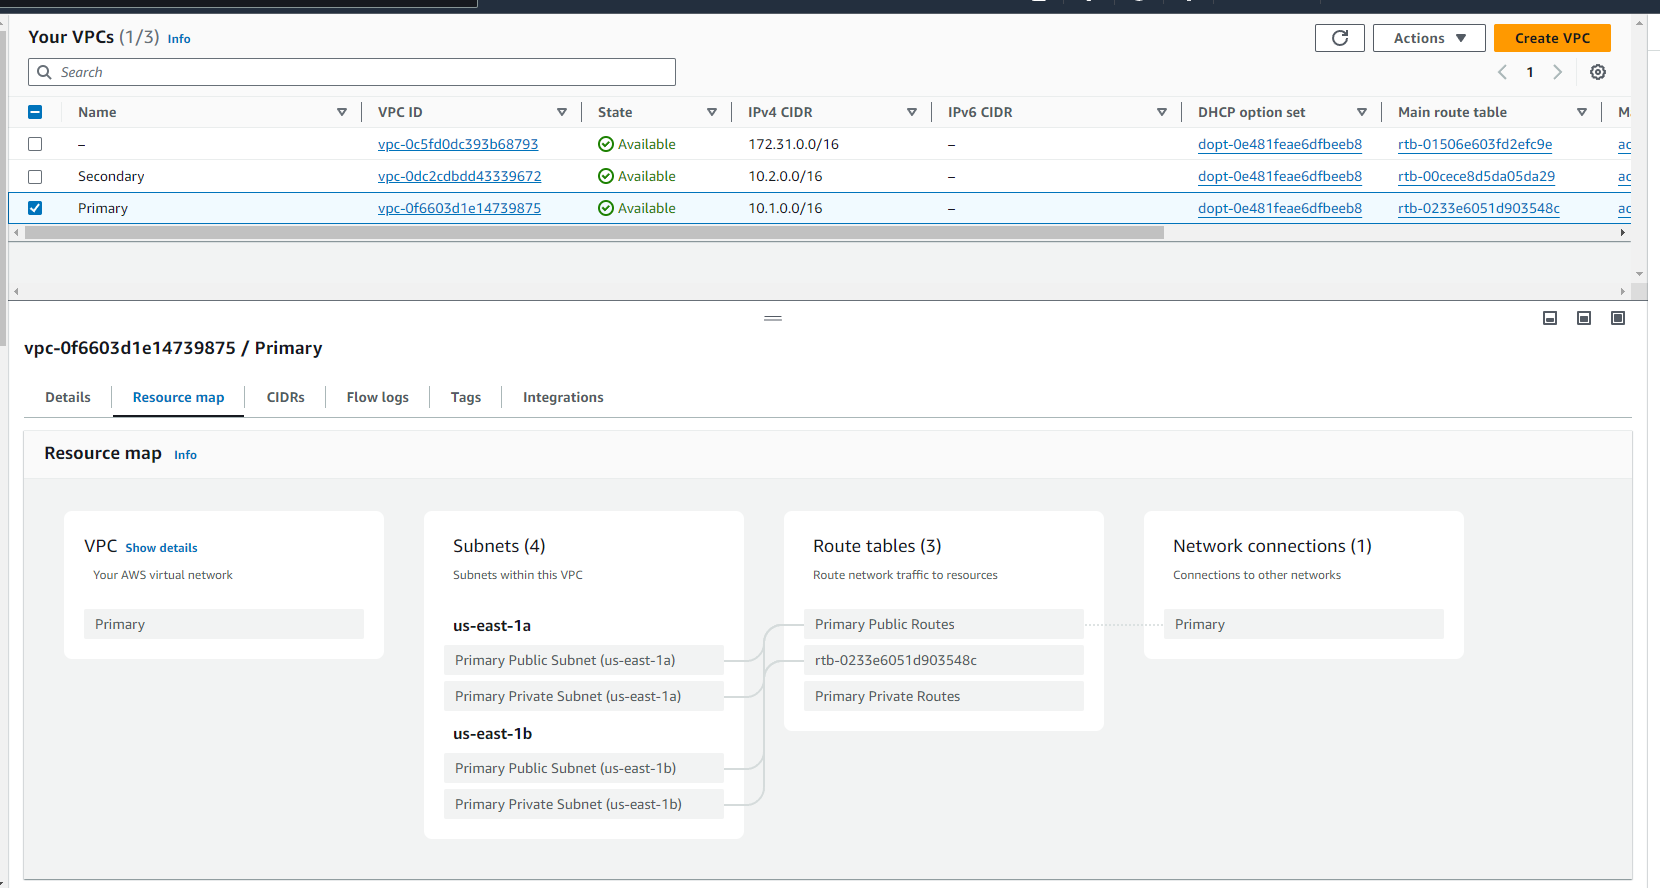 Your VPCs (1/3) Info
Actions
Create VPC
Search
1
Name VPC ID State IPv4 CIDR IPv6 CIDR DHCP option set Main route table M
– vpc-0c5fd0dc393b68793 Available 172.31.0.0/16 – dopt-0e481feae6dfbeeb8 rtb-01506e603fd2efc9e ac
Secondary vpc-0dc2cdbdd43339672 Available 10.2.0.0/16 – dopt-0e481feae6dfbeeb8 rtb-00cece8d5da05da29 ac
Primary vpc-0f6603d1e14739875 Available 10.1.0.0/16 – dopt-0e481feae6dfbeeb8 rtb-0233e6051d903548c ac
vpc-0f6603d1e14739875 / Primary
Details Resource map CIDRs Flow logs Tags Integrations
Resource map Info
VPC Show details
Your AWS virtual network
Primary
Subnets (4)
Subnets within this VPC
us-east-1a
Primary Public Subnet (us-east-1a)
Primary Private Subnet (us-east-1a)
us-east-1b
Primary Public Subnet (us-east-1b)
Primary Private Subnet (us-east-1b)
Route tables (3)
Route network traffic to resources
Primary Public Routes
rtb-0233e6051d903548c
Primary Private Routes
Network connections (1)
Connections to other networks
Primary